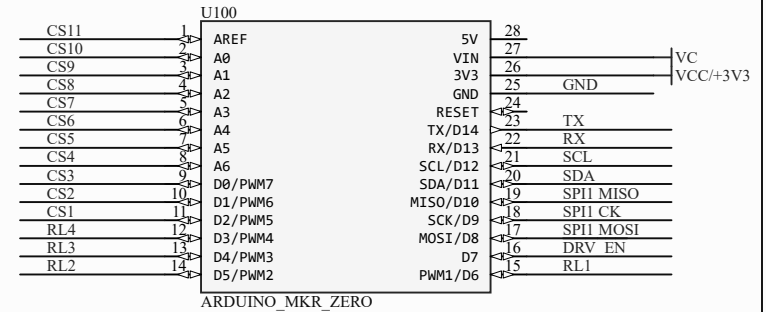 U100
CS11 1 AREF 5V 28
CS10 2 A0 VIN 27 VC
CS9 3 A1 3V3 26 VCC/+3V3
CS8 4 A2 GND 25 GND
CS7 5 A3 RESET 24
CS6 6 A4 TX/D14 23 TX
CS5 7 A5 RX/D13 22 RX
CS4 8 A6 SCL/D12 21 SCL
CS3 9 D0/PWM7 SDA/D11 20 SDA
CS2 10 D1/PWM6 MISO/D10 19 SPI1 MISO
CS1 11 D2/PWM5 SCK/D9 18 SPI1 CK
RL4 12 D3/PWM4 MOSI/D8 17 SPI1 MOSI
RL3 13 D4/PWM3 D7 16 DRV EN
RL2 14 D5/PWM2 PWM1/D6 15 RL1
ARDUINO_MKR_ZERO